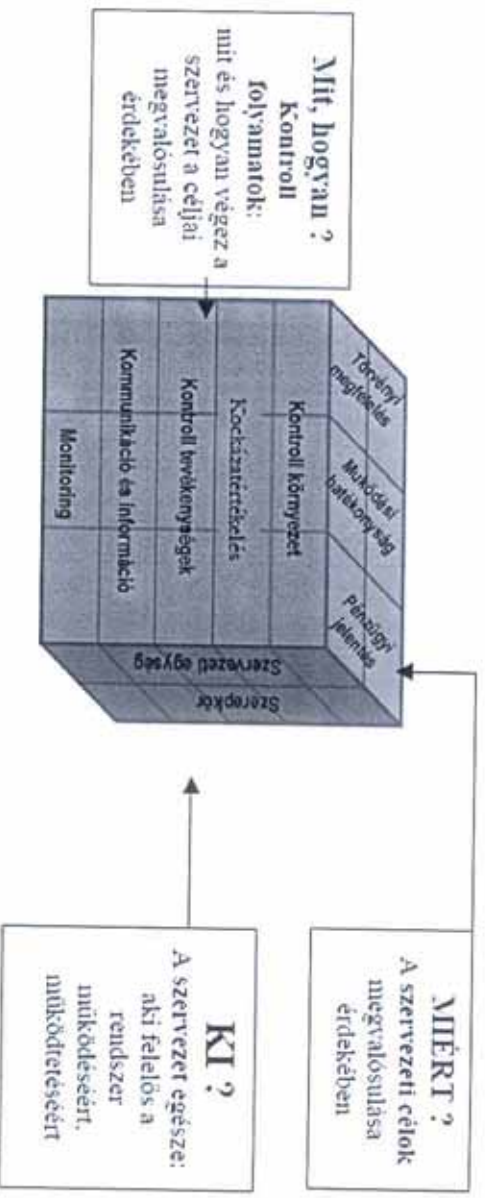 Mit, hogyan ?
Kontroll
folyamatok:
mit és hogyan végez a
szervezet a céljai
megvalósulása
érdekében
Törvényi
megfelelés
Működési
hatékonyság
Pénzügyi
jelentés
Kontroll környezet
Kockázatértékelés
Kontroll tevékenységek
Kommunikáció és információ
Monitoring
Szervezeti egység
Szerepkör
MIÉRT ?
A szervezeti célok
megvalósulása
érdekében
KI ?
A szervezet egésze:
aki felelős a
rendszer
működéséért,
működtetéséért